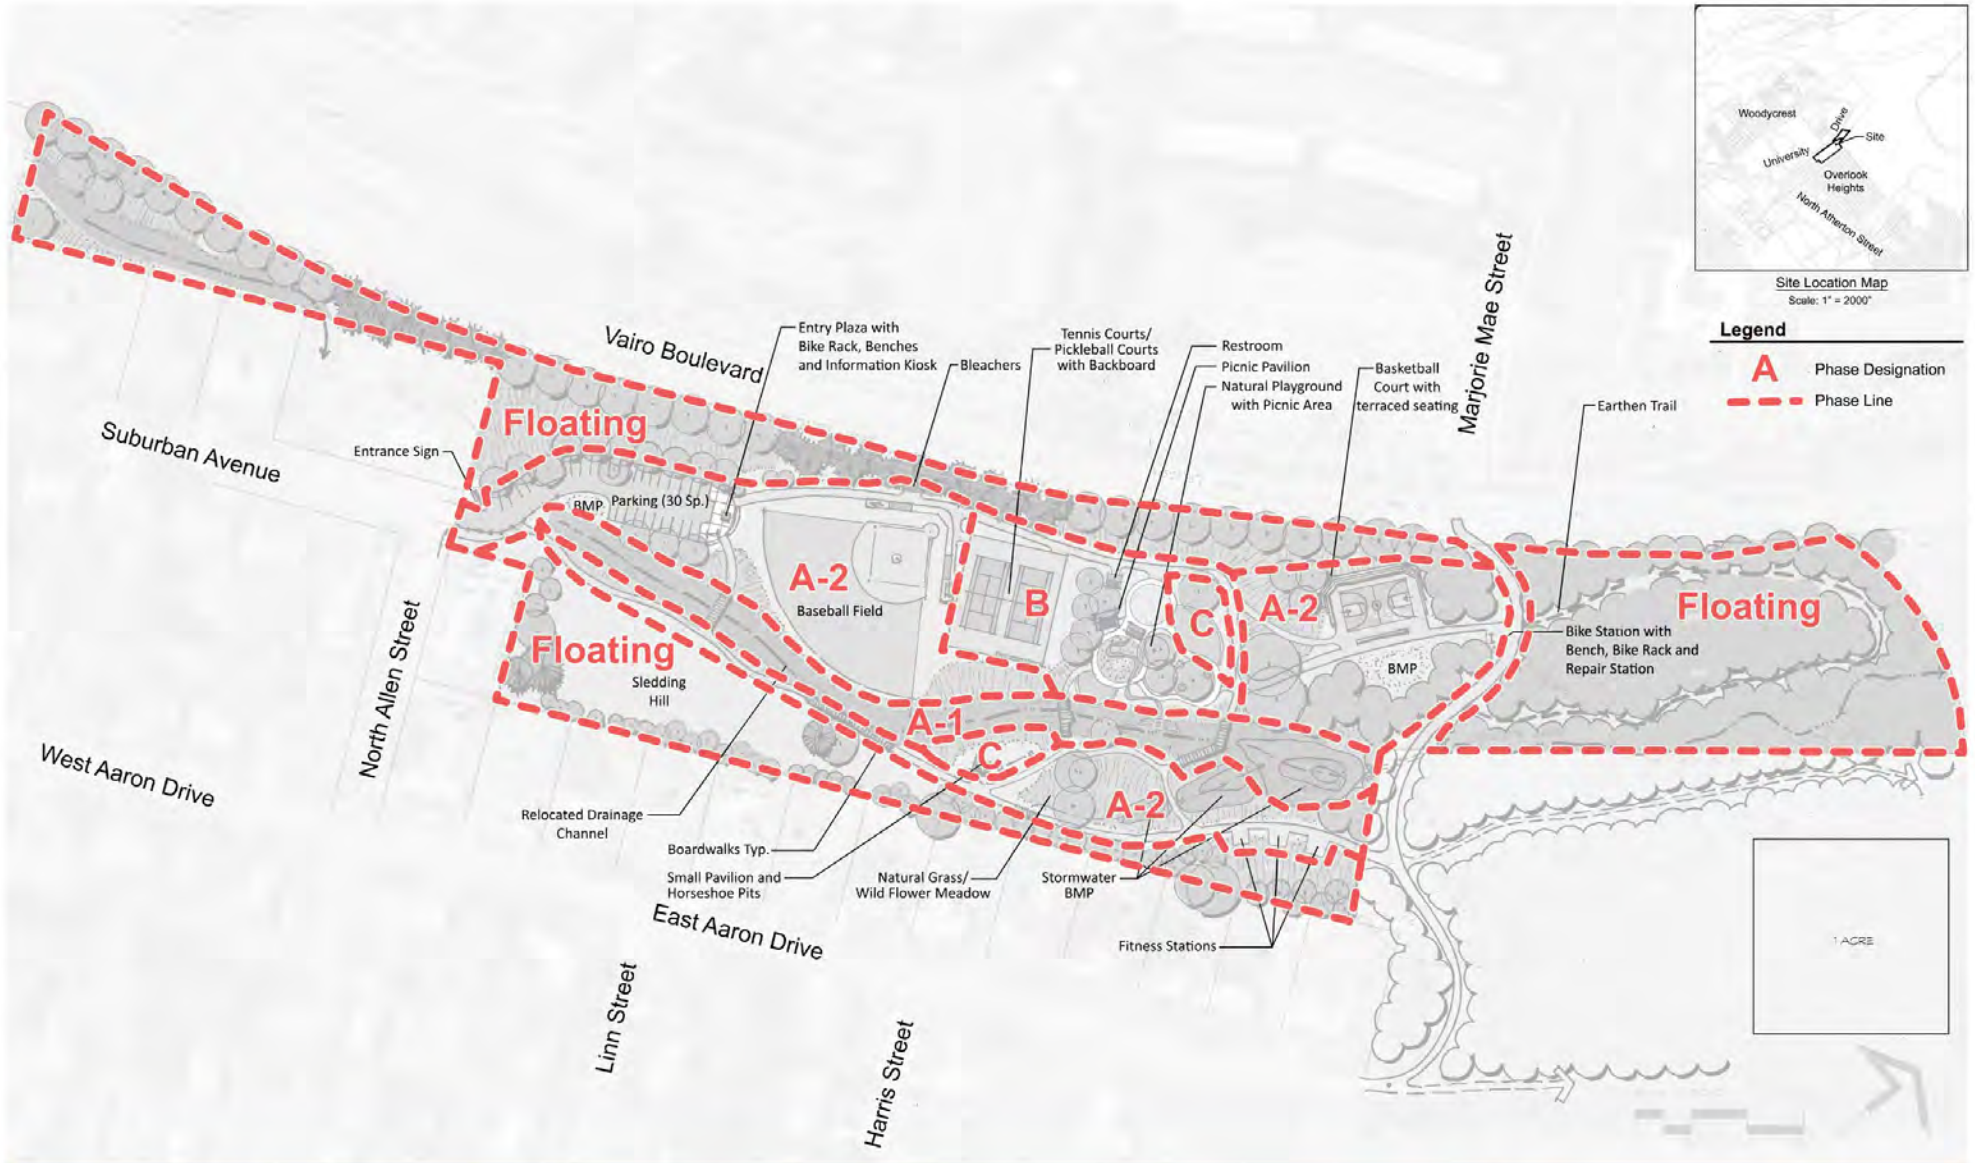 Woodycrest
Drive
Site
University
Overlook
Heights
North Atherton Street
Site Location Map
Scale: 1" = 2000"
Legend
A
Phase Designation
Phase Line
Marjorie Mae Street
Vairo Boulevard
Entry Plaza with
Bike Rack, Benches
and Information Kiosk
Bleachers
Tennis Courts/
Pickleball Courts
with Backboard
Restroom
Picnic Pavilion
Natural Playground
with Picnic Area
Basketball
Court with
terraced seating
Earthen Trail
Suburban Avenue
Entrance Sign
Floating
BMP
Parking (30 Sp.)
A-2
Baseball Field
B
C
A-2
Floating
Bike Station with
Bench, Bike Rack and
Repair Station
BMP
Floating
Sledding
Hill
North Allen Street
A-1
C
A-2
West Aaron Drive
Relocated Drainage
Channel
Boardwalks Typ.
Small Pavilion and
Horseshoe Pits
Natural Grass/
Wild Flower Meadow
Stormwater
BMP
Fitness Stations
East Aaron Drive
Linn Street
Harris Street
1 ACRE